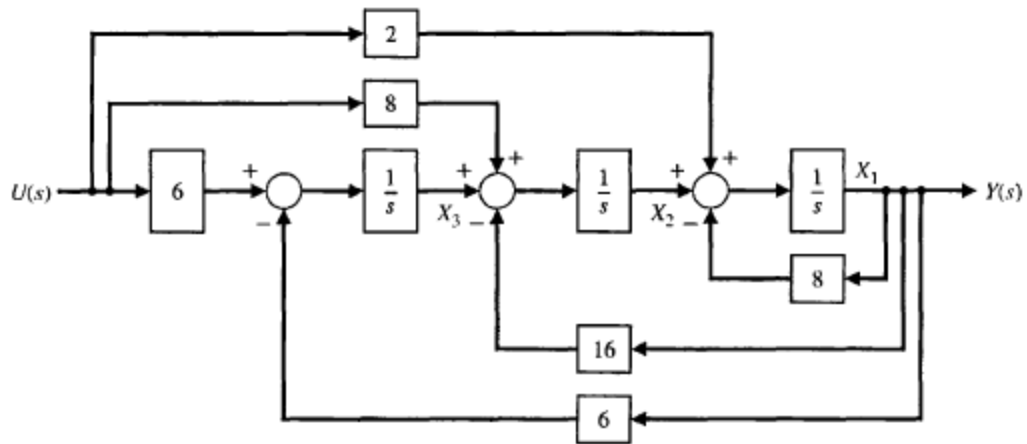 2
8
U(s)
6
+
−
1/s
X3
+
+
−
1/s
X2
+
+
−
1/s
X1
Y(s)
8
16
6